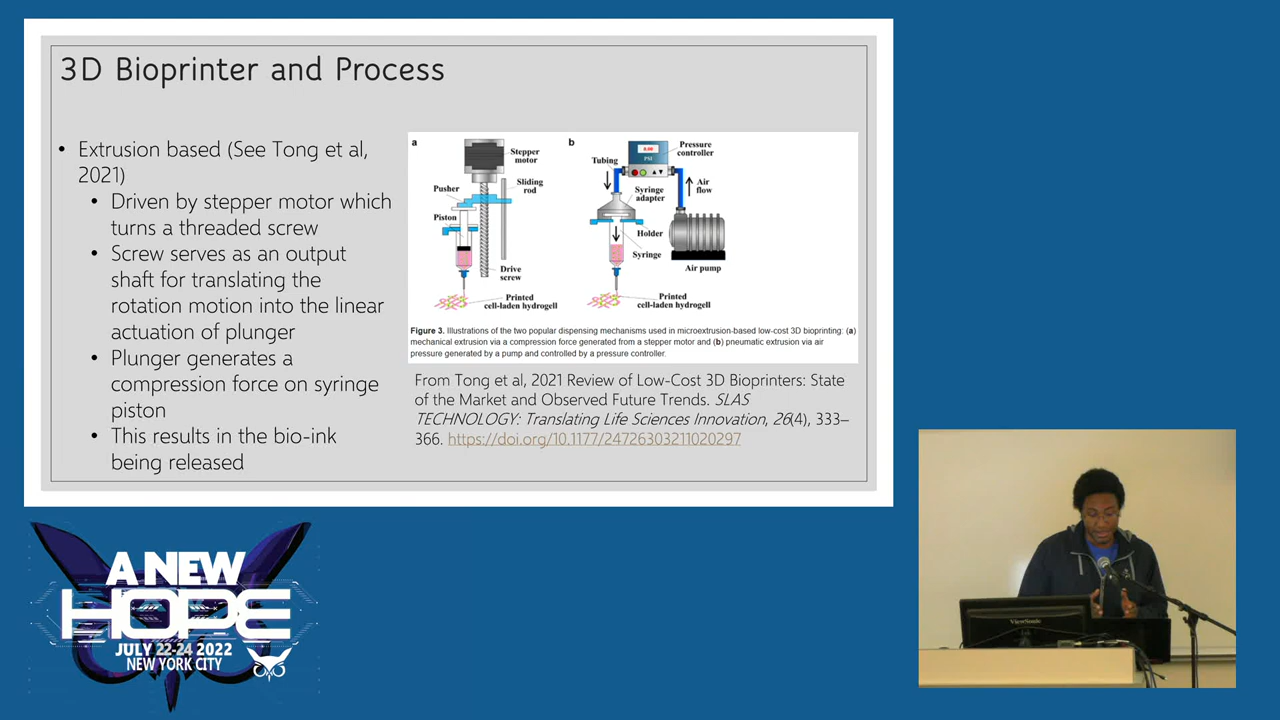 3D Bioprinter and Process
• Extrusion based (See Tong et al,
2021)
• Driven by stepper motor which
turns a threaded screw
• Screw serves as an output
shaft for translating the
rotation motion into the linear
actuation of plunger
• Plunger generates a
compression force on syringe
piston
• This results in the bio-ink
being released
a
Stepper
motor
Sliding
rod
Pusher
Piston
Drive
screw
Printed
cell-laden hydrogell
b
Pressure
controller
0.00
PSI
Tubing
Air
flow
Syringe
adapter
Holder
Syringe
Air pump
Printed
cell-laden hydrogell
Figure 3. Illustrations of the two popular dispensing mechanisms used in microextrusion-based low-cost 3D bioprinting: (a)
mechanical extrusion via a compression force generated from a stepper motor and (b) pneumatic extrusion via air
pressure generated by a pump and controlled by a pressure controller.
From Tong et al, 2021 Review of Low-Cost 3D Bioprinters: State
of the Market and Observed Future Trends. SLAS
TECHNOLOGY: Translating Life Sciences Innovation, 26(4), 333–
366. https://doi.org/10.1177/24726303211020297
A NEW
HOPE
JULY 22-24 2022
NEW YORK CITY
ViewSonic